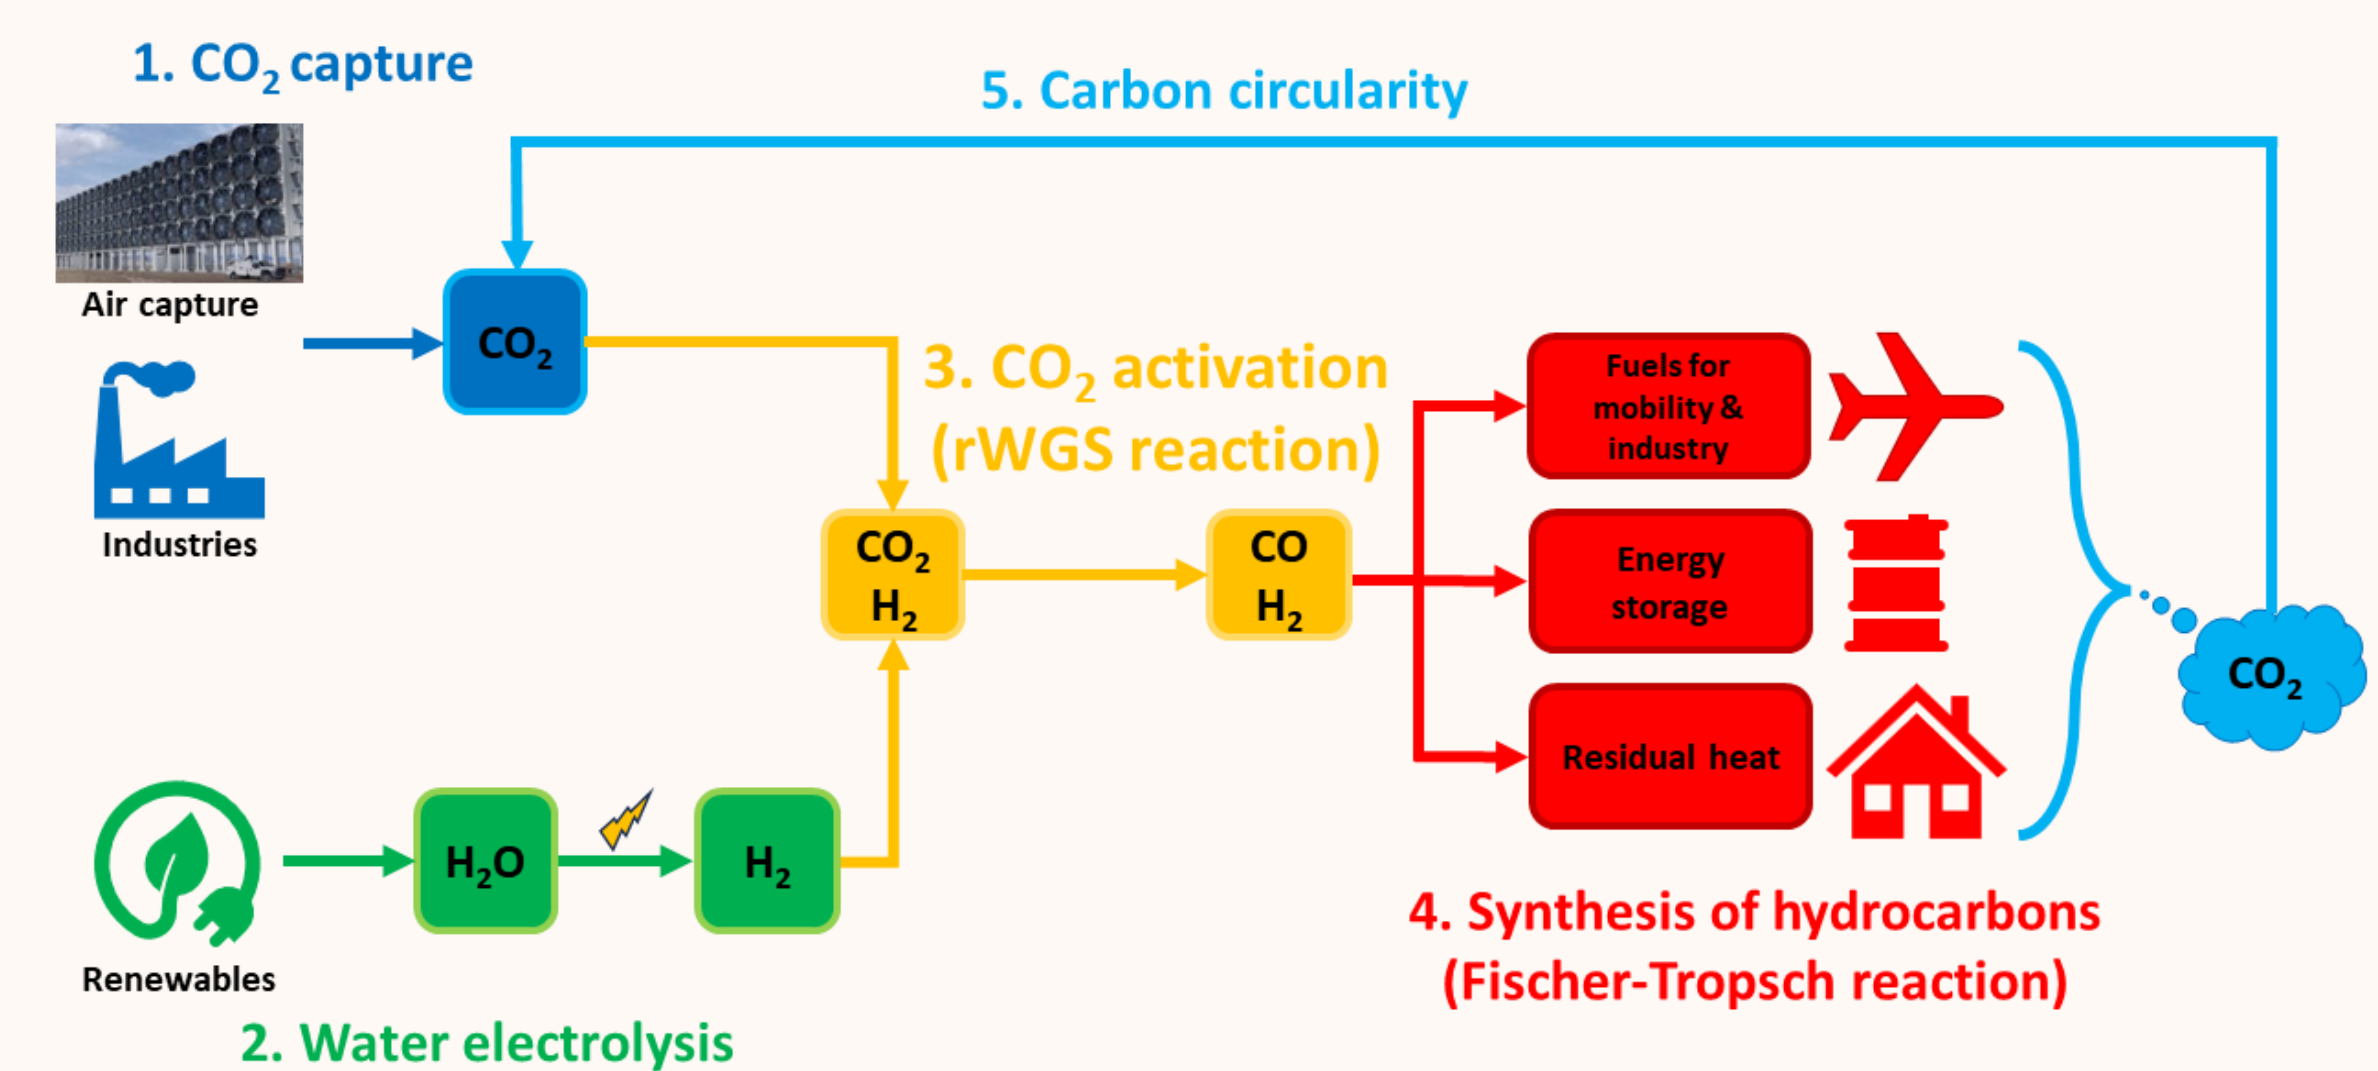 1. CO₂ capture
5. Carbon circularity
Air capture
CO₂
Industries
3. CO₂ activation
(rWGS reaction)
CO₂
H₂
CO
H₂
Fuels for
mobility &
industry
Energy
storage
Residual heat
CO₂
Renewables
H₂O
H₂
2. Water electrolysis
4. Synthesis of hydrocarbons
(Fischer-Tropsch reaction)